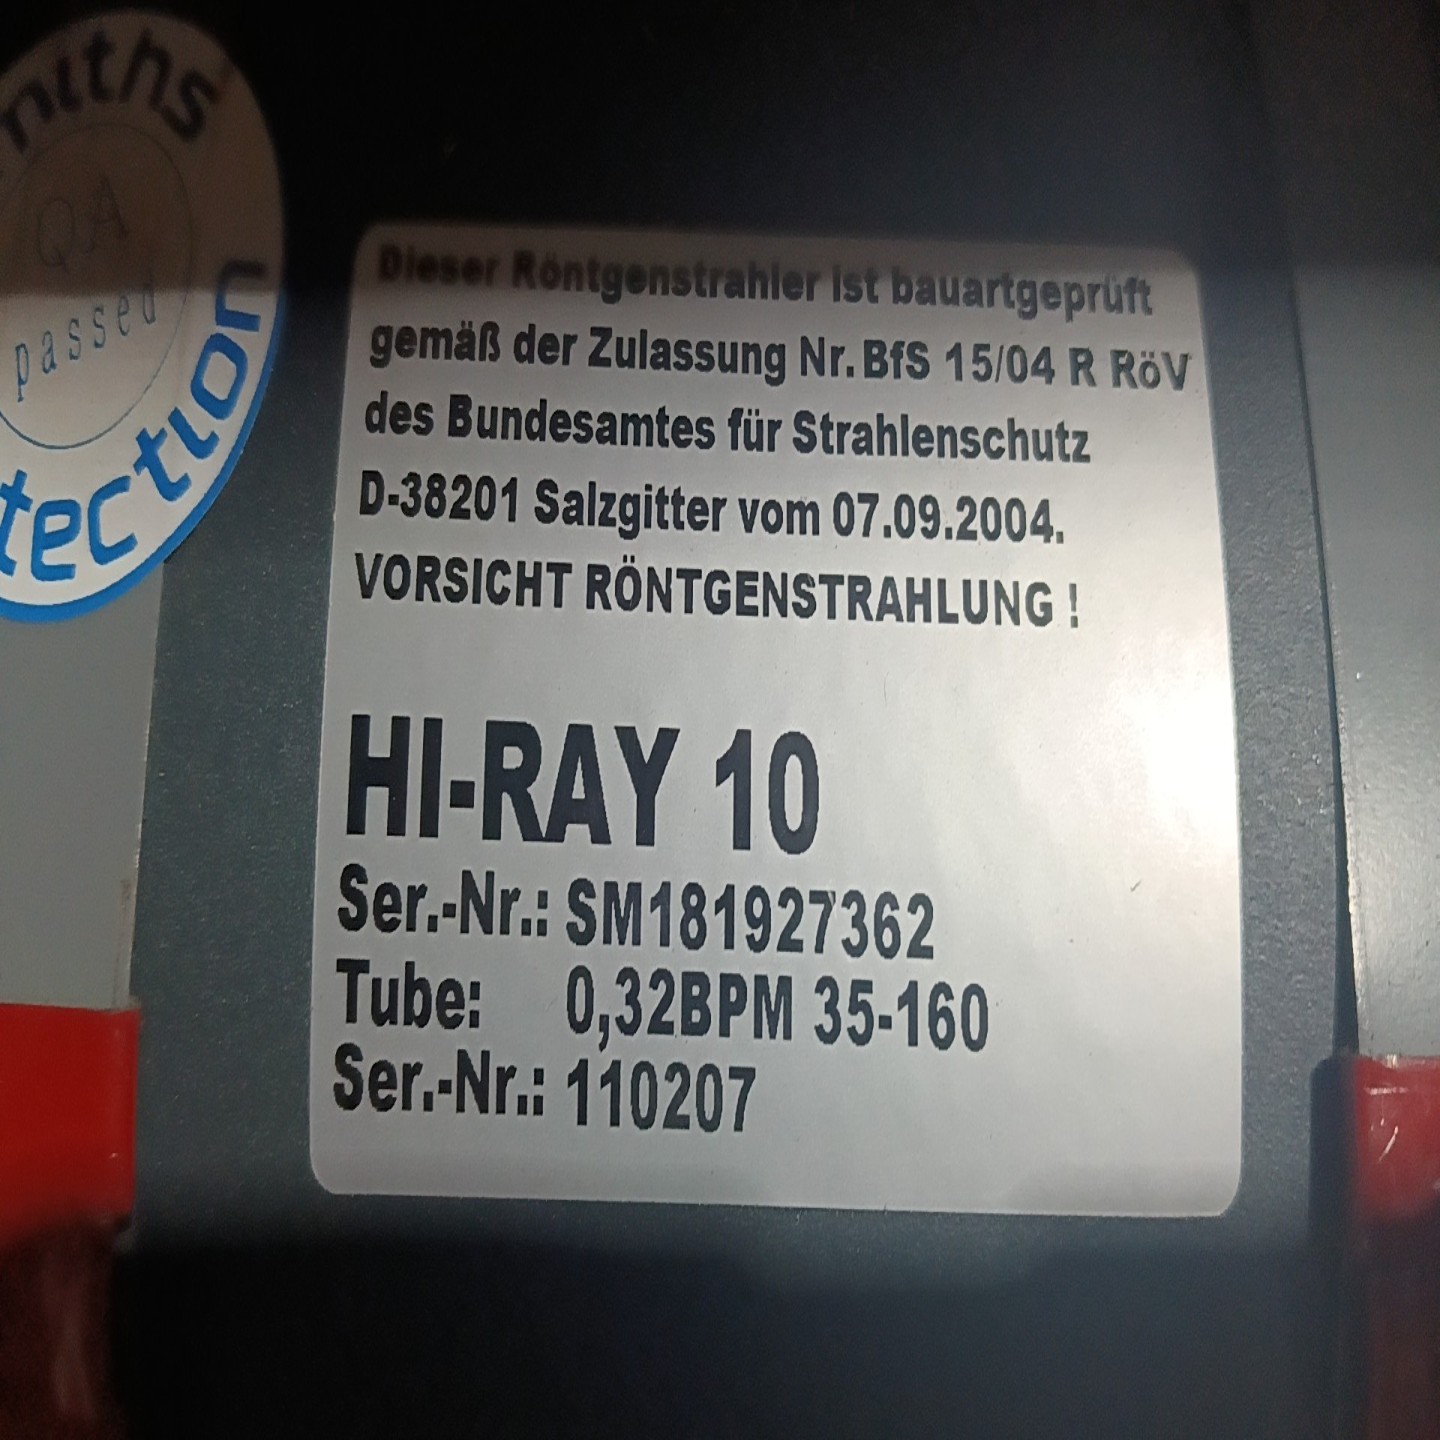 QA
passed
Dieser Röntgenstrahler ist bauartgeprüft
gemäß der Zulassung Nr. BfS 15/04 R RöV
des Bundesamtes für Strahlenschutz
D-38201 Salzgitter vom 07.09.2004.
VORSICHT RÖNTGENSTRAHLUNG !
HI-RAY 10
Ser.-Nr.: SM181927362
Tube: 0,32BPM 35-160
Ser.-Nr.: 110207